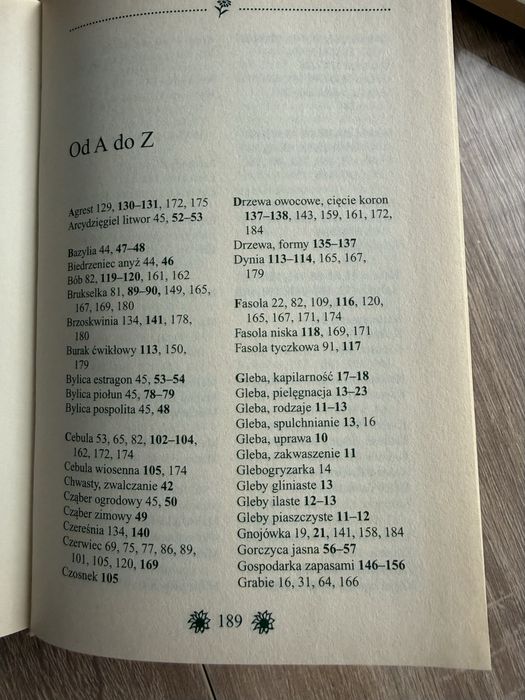 Od A do Z
Agrest 129, 130–131, 172, 175
Arcydzięgiel litwor 45, 52–53
Bazylia 44, 47–48
Biedrzeniec anyż 44, 46
Bób 82, 119–120, 161, 162
Brukselka 81, 89–90, 149, 165,
167, 169, 180
Brzoskwinia 134, 141, 178,
180
Burak ćwikłowy 113, 150,
179
Bylica estragon 45, 53–54
Bylica piołun 45, 78–79
Bylica pospolita 45, 48
Cebula 53, 65, 82, 102–104,
162, 172, 174
Cebula wiosenna 105, 174
Chwasty, zwalczanie 42
Cząber ogrodowy 45, 50
Cząber zimowy 49
Czereśnia 134, 140
Czerwiec 69, 75, 77, 86, 89,
101, 105, 120, 169
Czosnek 105
Drzewa owocowe, cięcie koron
137–138, 143, 159, 161, 172,
184
Drzewa, formy 135–137
Dynia 113–114, 165, 167,
179
Fasola 22, 82, 109, 116, 120,
165, 167, 171, 174
Fasola niska 118, 169, 171
Fasola tyczkowa 91, 117
Gleba, kapilarność 17–18
Gleba, pielęgnacja 13–23
Gleba, rodzaje 11–13
Gleba, spulchnianie 13, 16
Gleba, uprawa 10
Gleba, zakwaszenie 11
Glebogryzarka 14
Gleby gliniaste 13
Gleby ilaste 12–13
Gleby piaszczyste 11–12
Gnojówka 19, 21, 141, 158, 184
Gorczyca jasna 56–57
Gospodarka zapasami 146–156
Grabie 16, 31, 64, 166
189